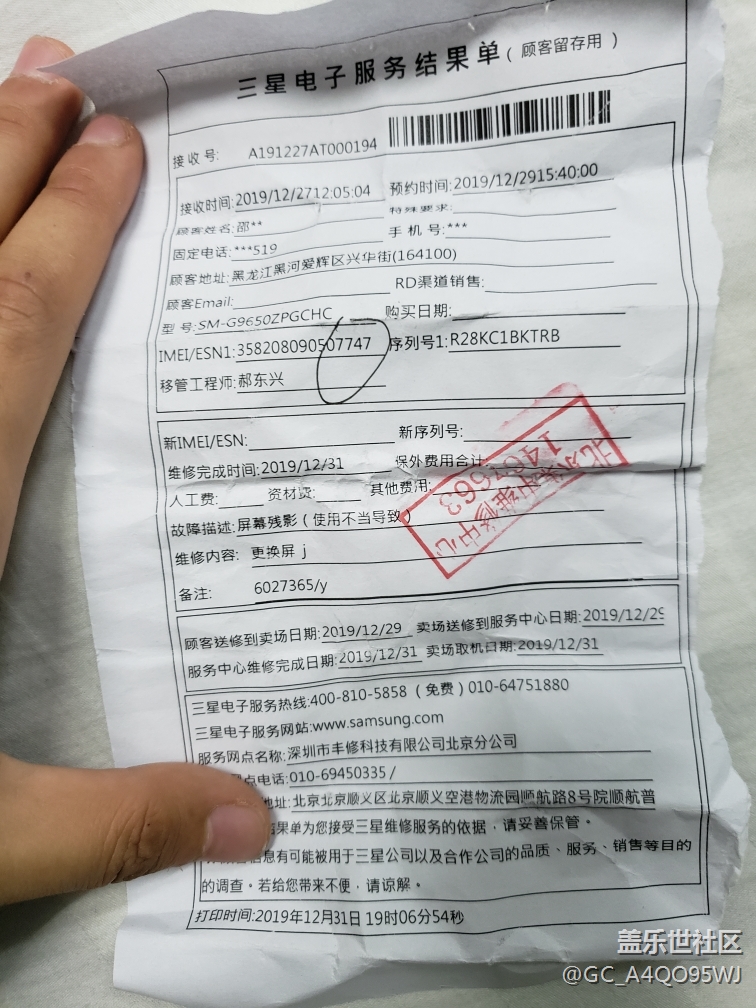 三星电子服务结果单（顾客留存用）
接收号： A191227AT000194
接收时间:2019/12/2712:05:04 预约时间:2019/12/2915:40:00
顾客姓名:邵** 特殊要求:
固定电话:***519 手机号:***
顾客地址:黑龙江黑河爱辉区兴华街(164100)
顾客Email: RD渠道销售:
型号:SM-G9650ZPGCHC 购买日期:
IMEI/ESN1:358208090507747 序列号1:R28KC1BKTRB
移管工程师:郝东兴
新IMEI/ESN: 新序列号:
维修完成时间:2019/12/31 保外费用合计:
人工费: 资材费: 其他费用:
故障描述:屏幕残影（使用不当导致）
维修内容: 更换屏 j
备注: 6027365/y
1467563
维修中心
顾客送修到卖场日期:2019/12/29 卖场送修到服务中心日期:2019/12/29
服务中心维修完成日期:2019/12/31 卖场取机日期:2019/12/31
三星电子服务热线:400-810-5858（免费）010-64751880
三星电子服务网站:www.samsung.com
服务网点名称:深圳市丰修科技有限公司北京分公司
点电话:010-69450335 /
地址:北京北京顺义区北京顺义空港物流园顺航路8号院顺航普
果单为您接受三星维修服务的依据，请妥善保管。
信息有可能被用于三星公司以及合作公司的品质、服务、销售等目的
的调查。若给您带来不便，请谅解。
打印时间:2019年12月31日 19时06分54秒
盖乐世社区
@GC_A4QO95WJ